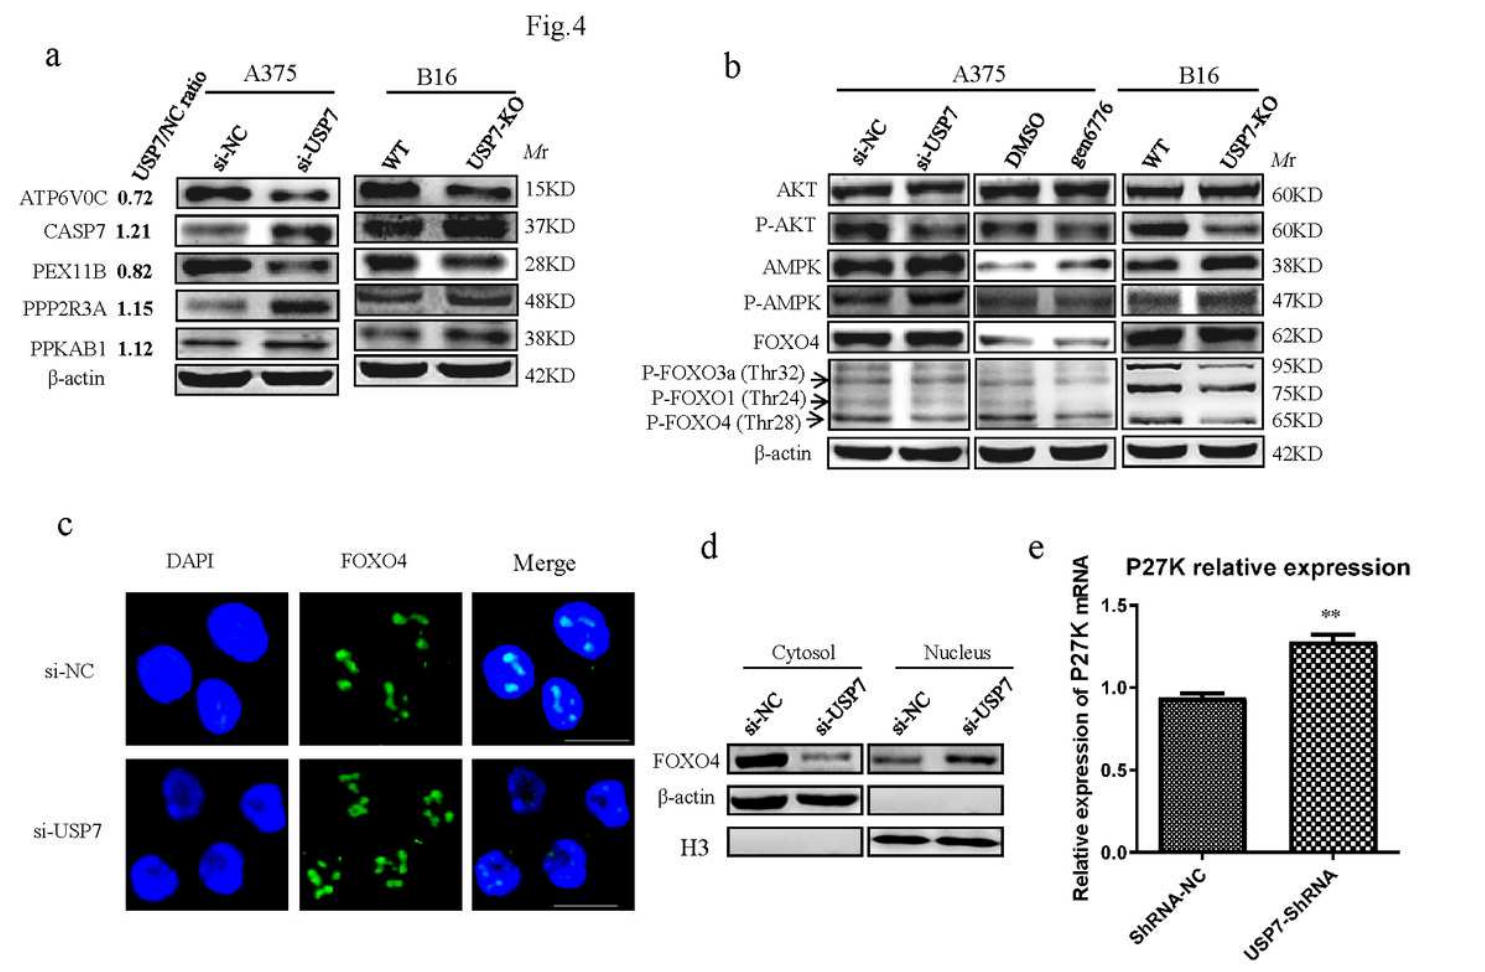 Fig.4
a
A375
B16
USP7/NC ratio
si-NC
si-USP7
WT
USP7-KO
Mr
ATP6V0C 0.72
15KD
CASP7 1.21
37KD
PEX11B 0.82
28KD
PPP2R3A 1.15
48KD
PPKAB1 1.12
38KD
β-actin
42KD
b
A375
B16
si-NC
si-USP7
DMSO
gen6776
WT
USP7-KO
Mr
AKT
60KD
P-AKT
60KD
AMPK
38KD
P-AMPK
47KD
FOXO4
62KD
P-FOXO3a (Thr32)
95KD
P-FOXO1 (Thr24)
75KD
P-FOXO4 (Thr28)
65KD
β-actin
42KD
c
DAPI
FOXO4
Merge
si-NC
si-USP7
d
Cytosol
Nucleus
si-NC
si-USP7
si-NC
si-USP7
FOXO4
β-actin
H3
e
P27K relative expression
Relative expression of P27K mRNA
1.5
1.0
0.5
0.0
**
ShRNA-NC
USP7-ShRNA